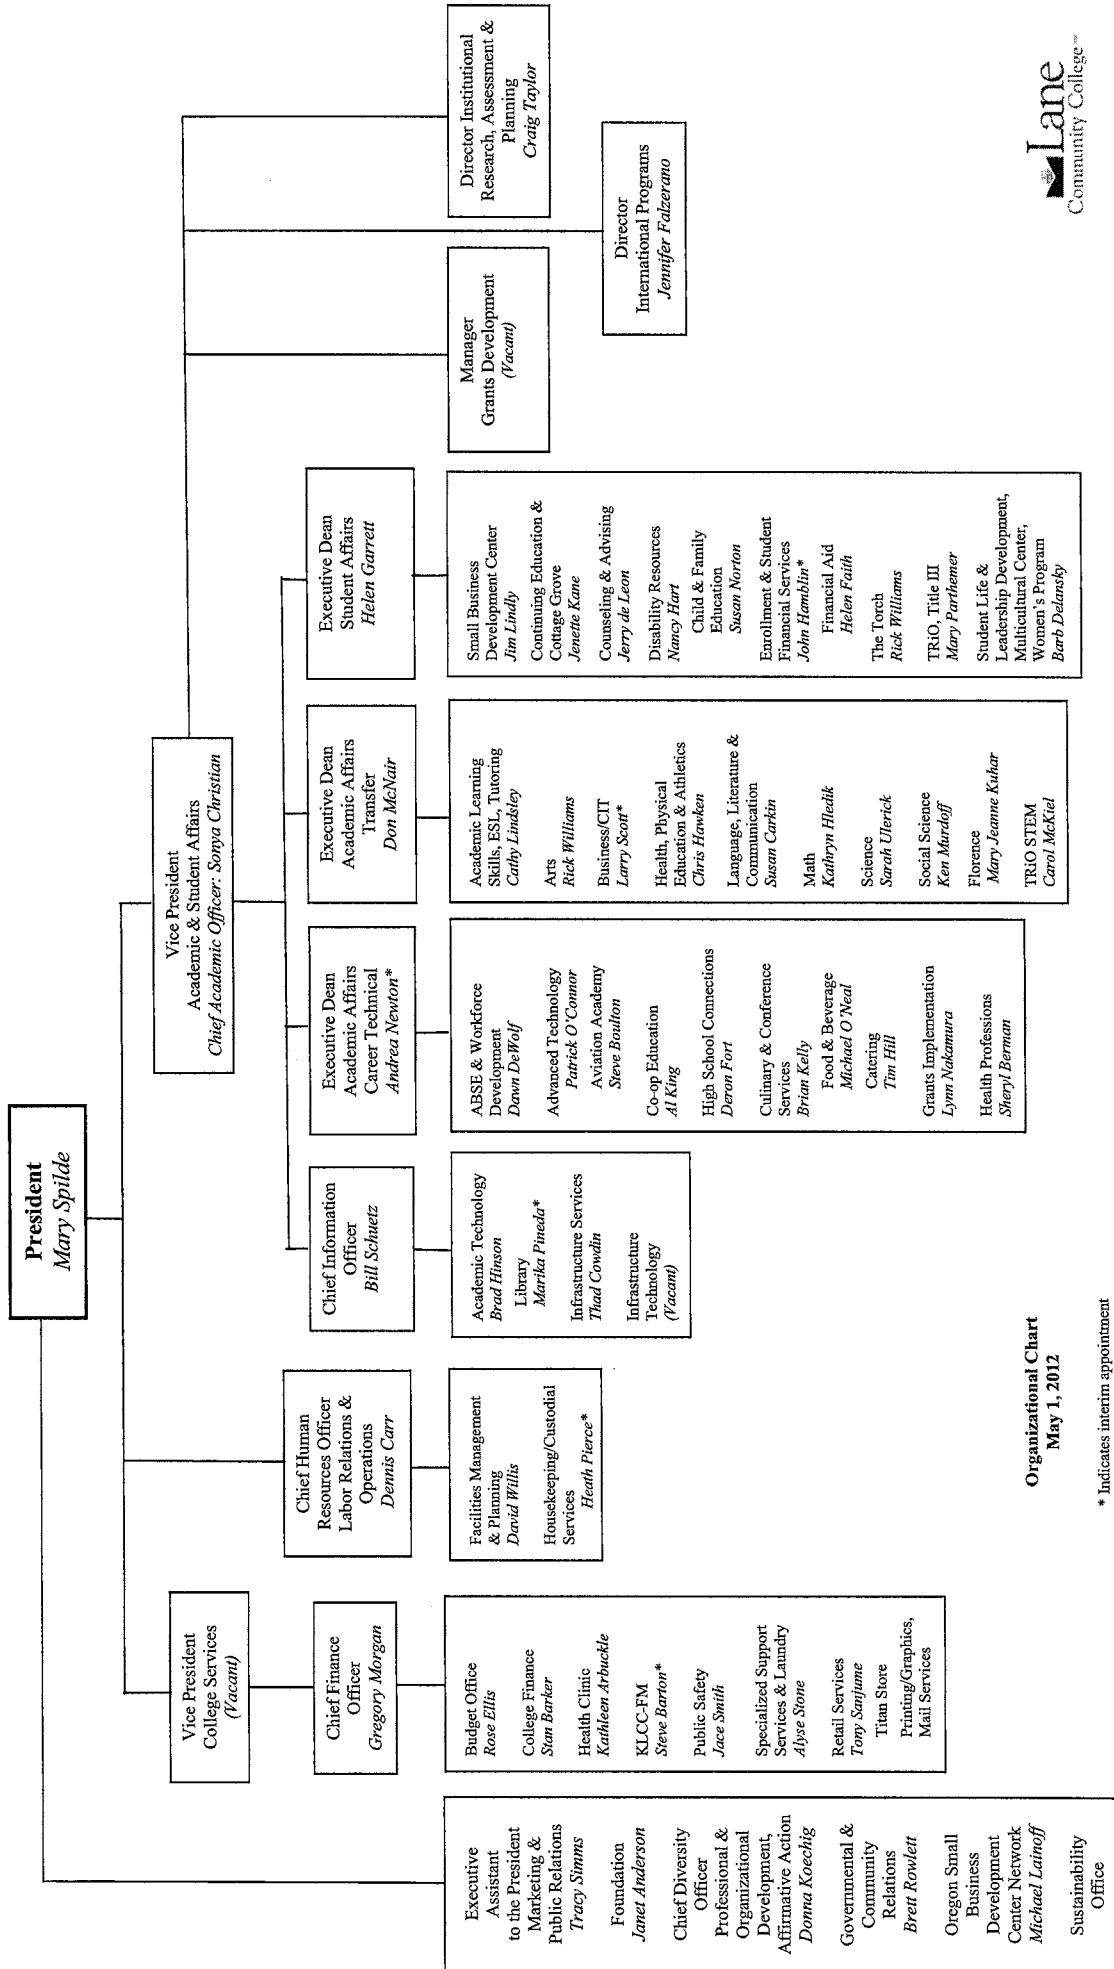 President
Mary Spilde
Executive
Assistant
to the President
Marketing &
Public Relations
Tracy Simms
Foundation
Janet Anderson
Chief Diversity
Officer
Professional &
Organizational
Development,
Affirmative Action
Donna Koechig
Governmental &
Community
Relations
Brett Rowlett
Oregon Small
Business
Development
Center Network
Michael Lainoff
Sustainability
Office
Vice President
College Services
(Vacant)
Chief Finance
Officer
Gregory Morgan
Budget Office
Rose Ellis
College Finance
Stan Barker
Health Clinic
Kathleen Arbuckle
KLCC-FM
Steve Barton*
Public Safety
Jace Smith
Specialized Support
Services & Laundry
Alyse Stone
Retail Services
Tony Sanjune
Titan Store
Printing/Graphics,
Mail Services
Chief Human
Resources Officer
Labor Relations &
Operations
Dennis Carr
Facilities Management
& Planning
David Willis
Housekeeping/Custodial
Services
Heath Pierce*
Vice President
Academic & Student Affairs
Chief Academic Officer: Sonya Christian
Chief Information
Officer
Bill Schuetz
Academic Technology
Brad Hinson
Library
Marika Pineda*
Infrastructure Services
Thad Cowdin
Infrastructure
Technology
(Vacant)
Executive Dean
Academic Affairs
Career Technical
Andrea Newton*
ABSE & Workforce
Development
Dawn DeWolf
Advanced Technology
Patrick O'Connor
Aviation Academy
Steve Boulton
Co-op Education
Al King
High School Connections
Deron Fort
Culinary & Conference
Services
Brian Kelly
Food & Beverage
Michael O'Neal
Catering
Tim Hill
Grants Implementation
Lynn Nakamura
Health Professions
Sheryl Berman
Executive Dean
Academic Affairs
Transfer
Don McNair
Academic Learning
Skills, ESL, Tutoring
Cathy Lindsley
Arts
Rick Williams
Business/CIT
Larry Scott*
Health, Physical
Education & Athletics
Chris Hawken
Language, Literature &
Communication
Susan Carkin
Math
Kathryn Hledik
Science
Sarah Ulerick
Social Science
Ken Murdoff
Florence
Mary Jeanne Kuhar
TRiO STEM
Carol McKiel
Executive Dean
Student Affairs
Helen Garrett
Small Business
Development Center
Jim Lindly
Continuing Education &
Cottage Grove
Jenette Kane
Counseling & Advising
Jerry de Leon
Disability Resources
Nancy Hart
Child & Family
Education
Susan Norton
Enrollment & Student
Financial Services
John Hamblin*
Financial Aid
Helen Faith
The Torch
Rick Williams
TRiO, Title III
Mary Parthemer
Student Life &
Leadership Development,
Multicultural Center,
Women's Program
Barb Delansky
Manager
Grants Development
(Vacant)
Director
International Programs
Jennifer Falzerano
Director Institutional
Research, Assessment &
Planning
Craig Taylor
Organizational Chart
May 1, 2012
* Indicates interim appointment
Lane
Community College